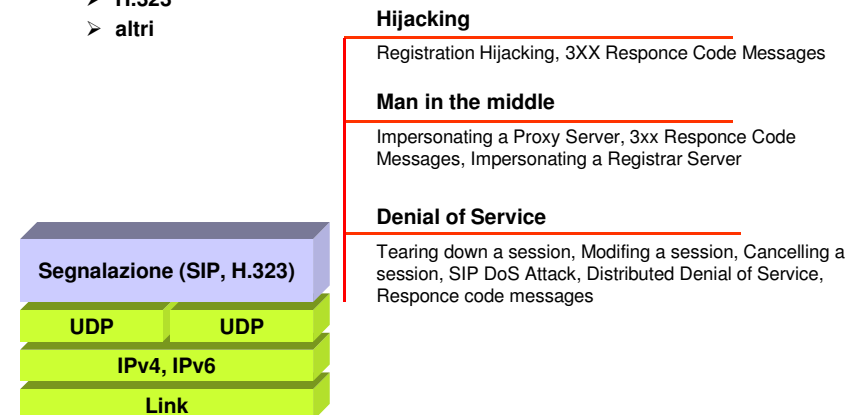 ➢ H.323
➢ altri
Hijacking
Registration Hijacking, 3XX Responce Code Messages
Man in the middle
Impersonating a Proxy Server, 3xx Responce Code
Messages, Impersonating a Registrar Server
Denial of Service
Tearing down a session, Modifing a session, Cancelling a
session, SIP DoS Attack, Distributed Denial of Service,
Responce code messages
Segnalazione (SIP, H.323)
UDP UDP
IPv4, IPv6
Link